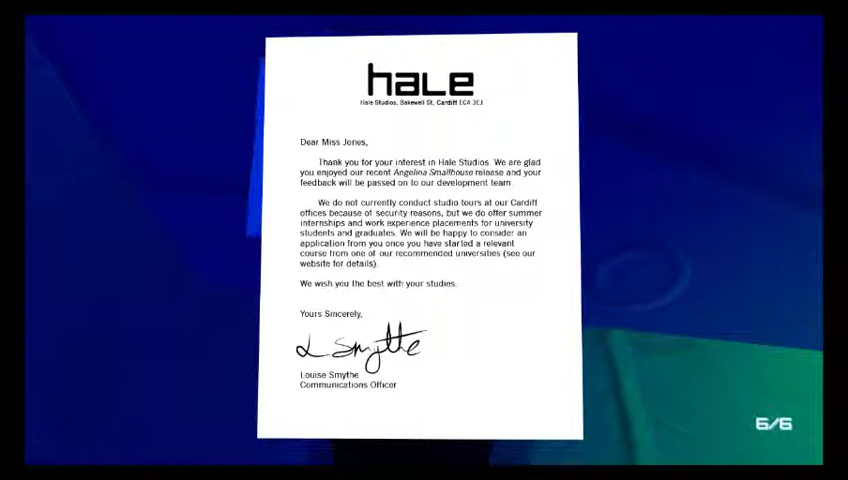 hale
Hale Studios, Bakewell St, Cardiff EC4 3EJ
Dear Miss Jones,
Thank you for your interest in Hale Studios. We are glad
you enjoyed our recent Angelina Smallhouse release and your
feedback will be passed on to our development team
We do not currently conduct studio tours at our Cardiff
offices because of security reasons, but we do offer summer
internships and work experience placements for university
students and graduates. We will be happy to consider an
application from you once you have started a relevant
course from one of our recommended universities (see our
website for details).
We wish you the best with your studies.
Yours Sincerely,
L Smythe
Louise Smythe
Communications Officer
6/6